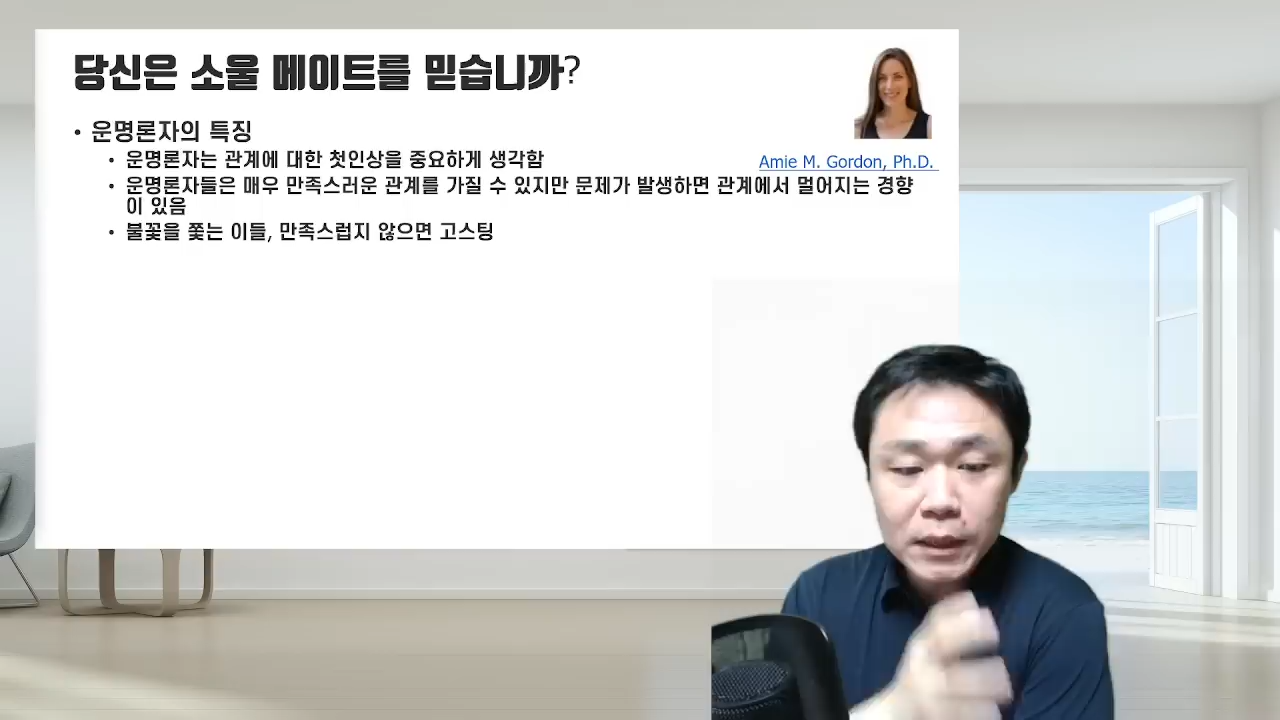 당신은 소울 메이트를 믿습니까?
• 운명론자의 특징
• 운명론자는 관계에 대한 첫인상을 중요하게 생각함
Amie M. Gordon, Ph.D.
• 운명론자들은 매우 만족스러운 관계를 가질 수 있지만 문제가 발생하면 관계에서 멀어지는 경향
이 있음
• 불꽃을 쫓는 이들, 만족스럽지 않으면 고스팅